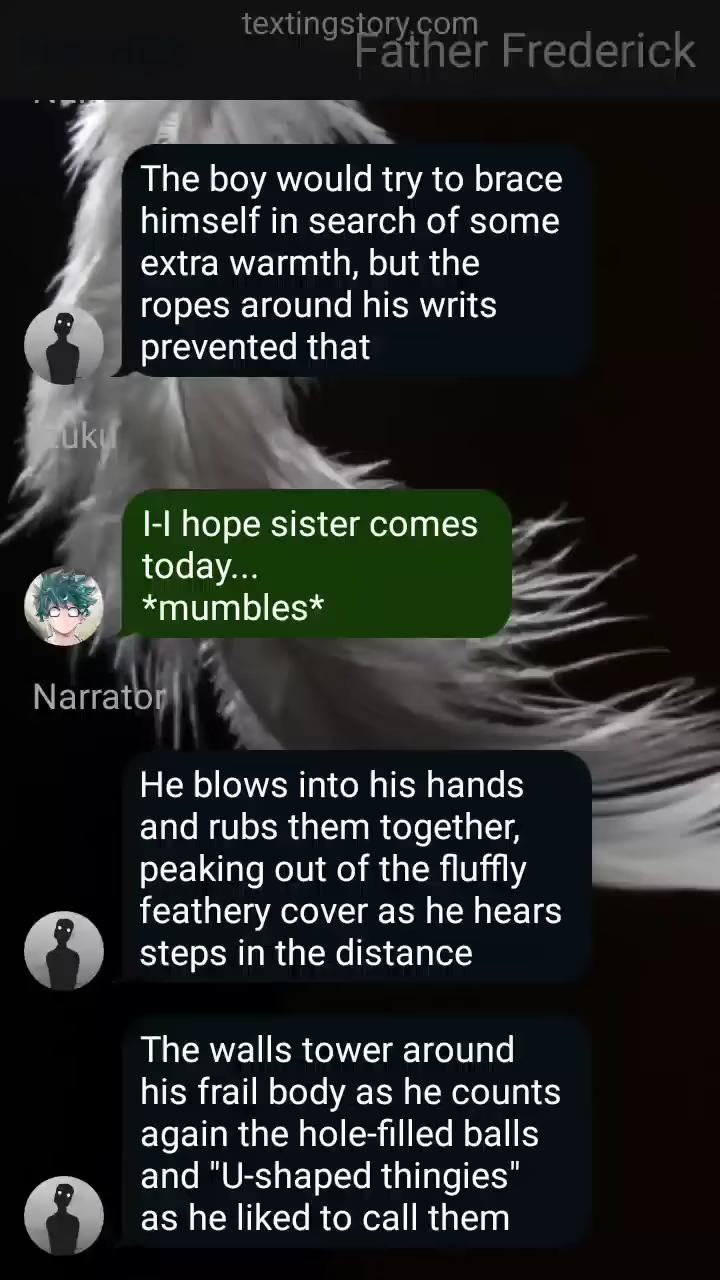 textingstory.com
Father Frederick
The boy would try to brace
himself in search of some
extra warmth, but the
ropes around his writs
prevented that
I-I hope sister comes
today...
*mumbles*
Narrator
He blows into his hands
and rubs them together,
peaking out of the fluffly
feathery cover as he hears
steps in the distance
The walls tower around
his frail body as he counts
again the hole-filled balls
and "U-shaped thingies"
as he liked to call them